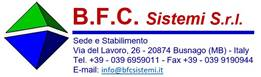 B.F.C. Sistemi S.r.l.
Sede e Stabilimento
Via del Lavoro, 26 - 20874 Busnago (MB) - Italy
Tel. +39 - 039 6959011 - Fax +39 - 039 9190944
E-mail: info@bfcsistemi.it